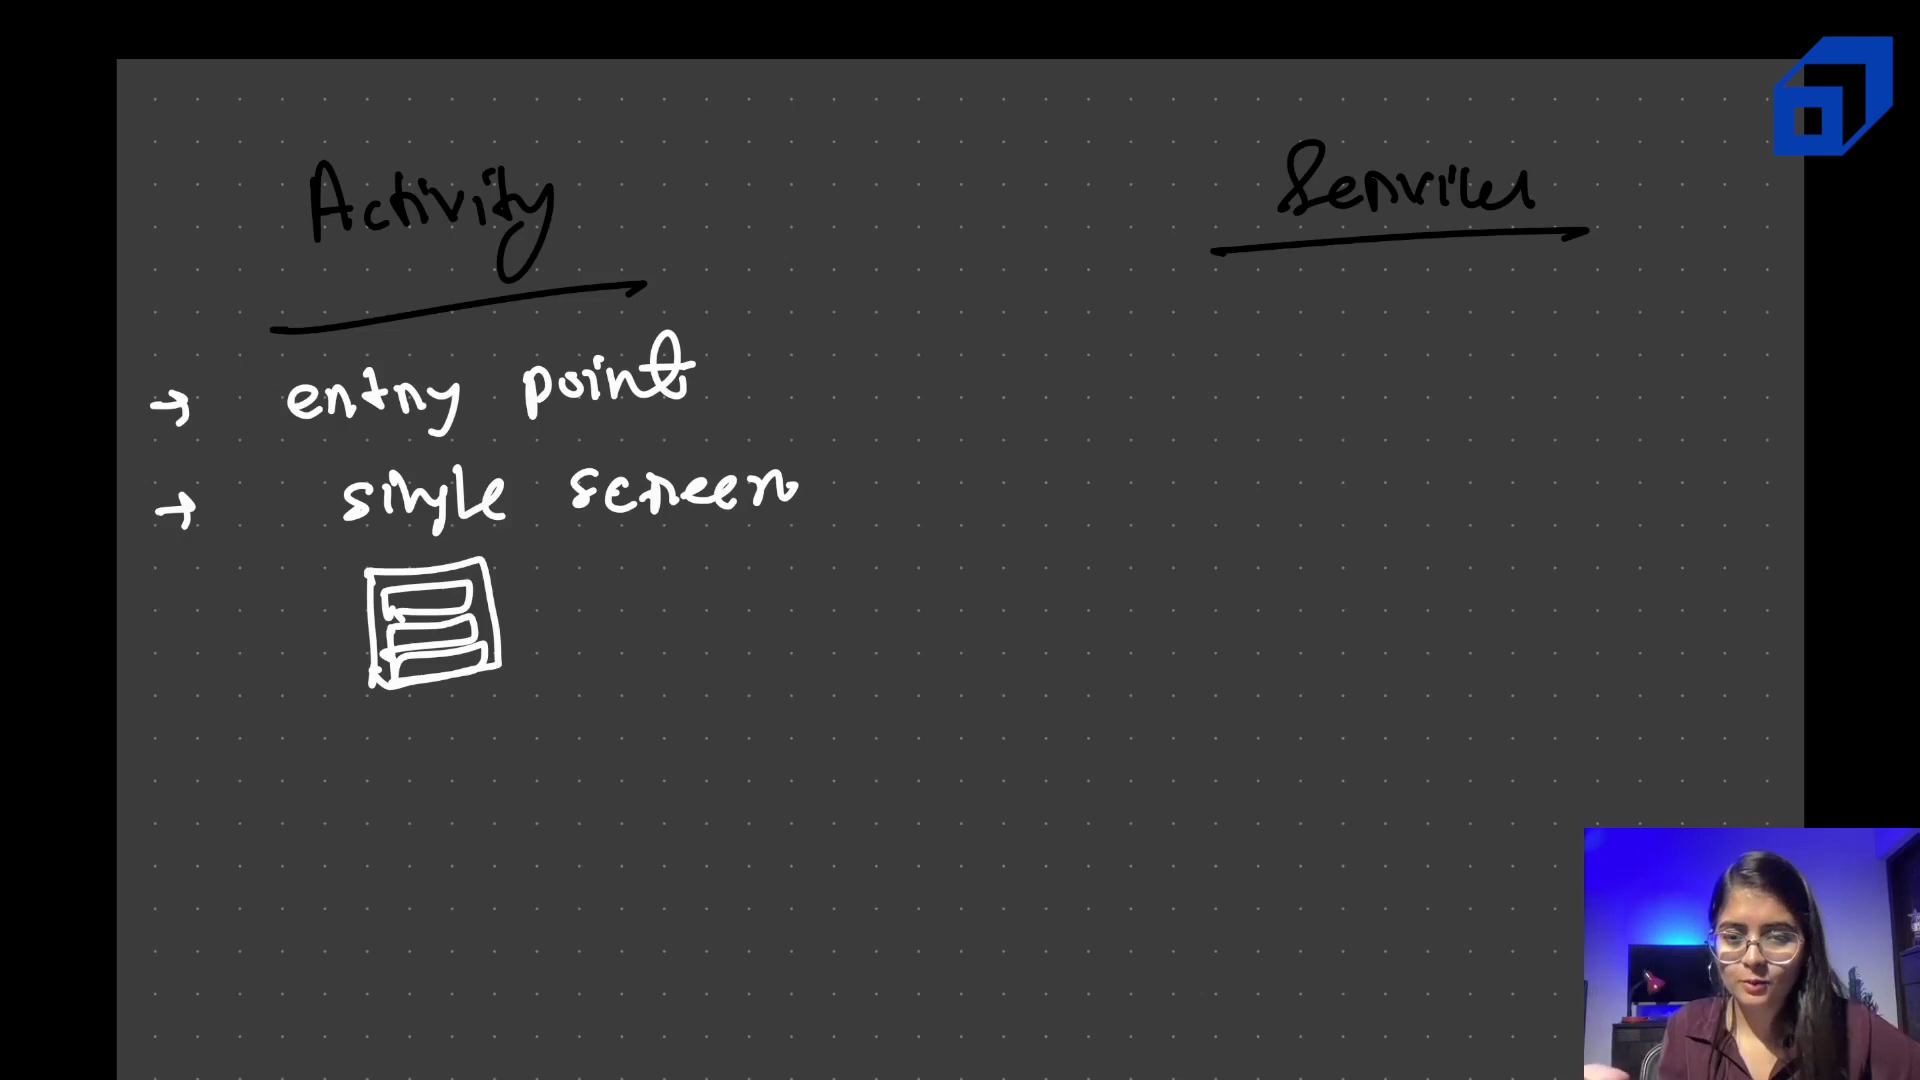 Activity
Services
→ entry point
→ single screen